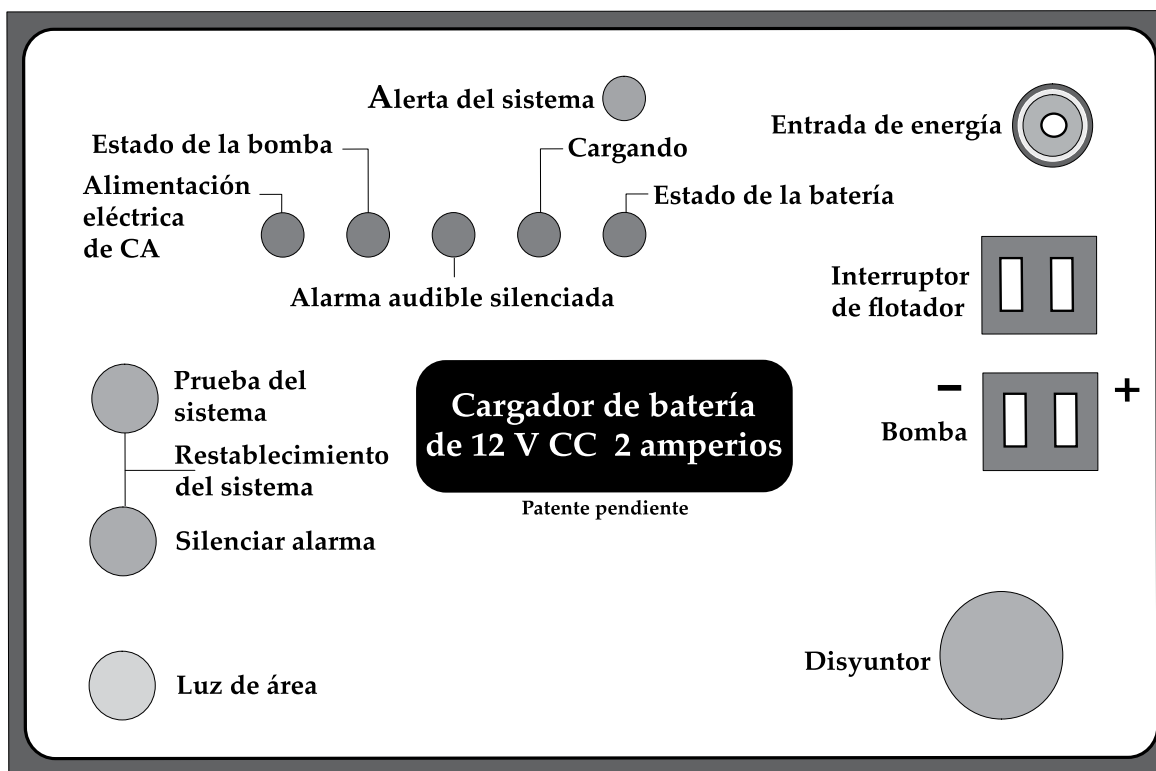 Alerta del sistema
Entrada de energía
Estado de la bomba
Cargando
Alimentación
eléctrica
de CA
Estado de la batería
Alarma audible silenciada
Interruptor
de flotador
Prueba del
sistema
Cargador de batería
de 12 V CC 2 amperios
Patente pendiente
− +
Bomba
Restablecimiento
del sistema
Silenciar alarma
Disyuntor
Luz de área